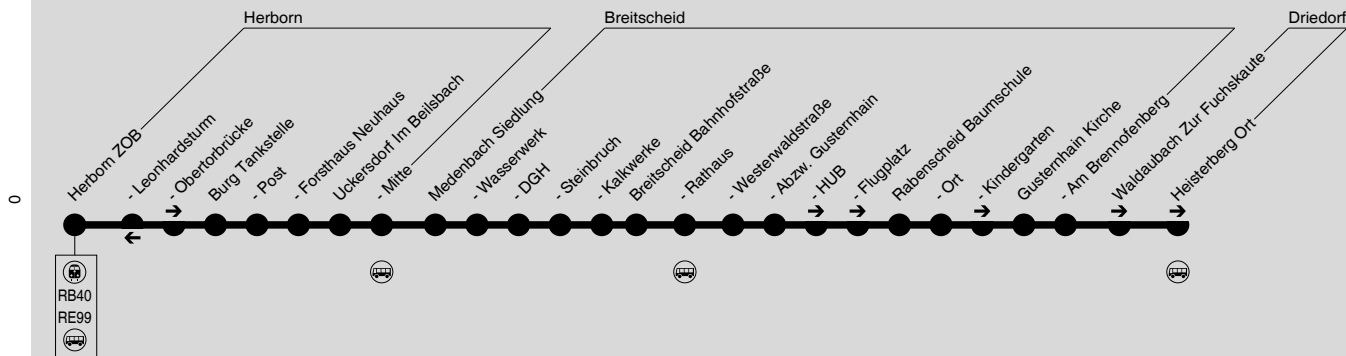 Herborn
Breitscheid
Driedorf
Herborn ZOB
- Leonhardsturm
- Obertorbrücke
Burg Tankstelle
- Post
- Forsthaus Neuhaus
Uckersdorf Im Beilsbach
- Mitte
Medenbach Siedlung
- Wasserwerk
- DGH
- Steinbruch
- Kalkwerke
Breitscheid Bahnhofstraße
- Rathaus
- Westerwaldstraße
- Abzw. Gusternhain
- HUB
- Flugplatz
Rabenscheid Baumschule
- Ort
- Kindergarten
Gusternhain Kirche
- Am Brennofenberg
Waldaubach Zur Fuchskaute
Heisterberg Ort
0
RB40
RE99